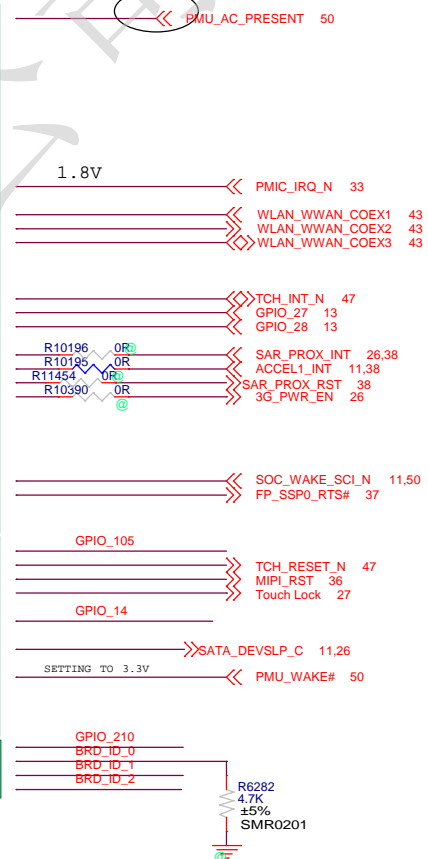 PMU_AC_PRESENT 50
1.8V
PMIC_IRQ_N 33
WLAN_WWAN_COEX1 43
WLAN_WWAN_COEX2 43
WLAN_WWAN_COEX3 43
TCH_INT_N 47
GPIO_27 13
GPIO_28 13
R10196 0R @ SAR_PROX_INT 26,38
R10195 0R ACCEL1_INT 11,38
R11454 0R @ SAR_PROX_RST 38
R10390 0R 3G_PWR_EN 26
@
SOC_WAKE_SCI_N 11,50
FP_SSP0_RTS# 37
GPIO_105
TCH_RESET_N 47
MIPI_RST 36
Touch Lock 27
GPIO_14
SATA_DEVSLP_C 11,26
SETTING TO 3.3V PMU_WAKE# 50
GPIO_210
BRD_ID_0
BRD_ID_1
BRD_ID_2
R6282
4.7K
±5%
SMR0201
@